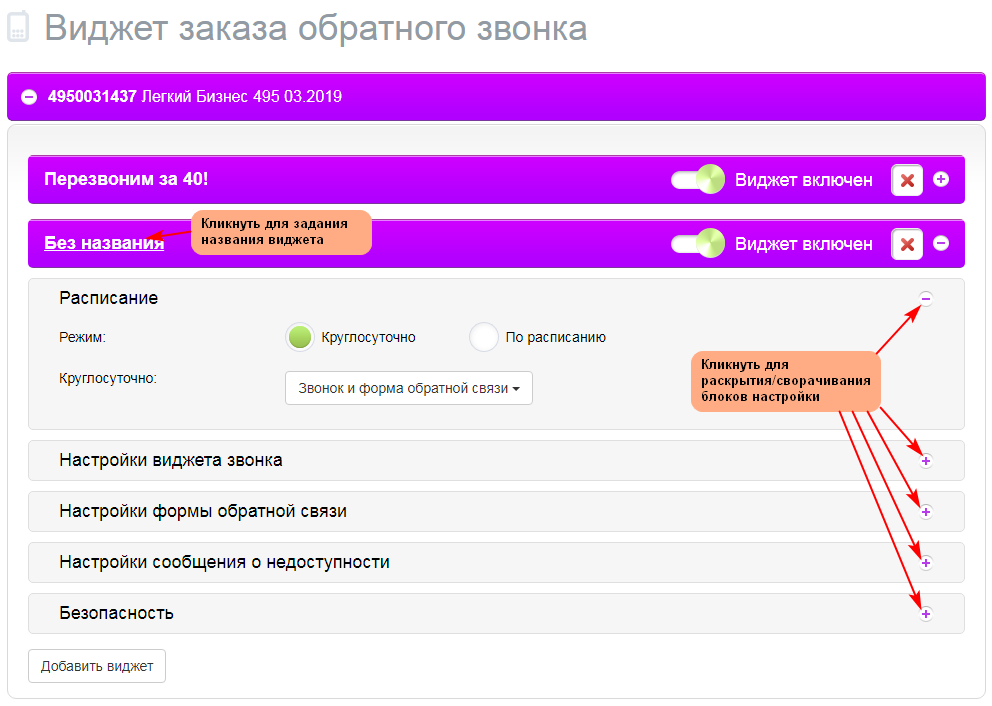 Виджет заказа обратного звонка
4950031437 Легкий Бизнес 495 03.2019
Перезвоним за 40!
Виджет включен
Без названия
Кликнуть для задания
названия виджета
Виджет включен
Расписание
Режим:
Круглосуточно
По расписанию
Круглосуточно:
Звонок и форма обратной связи
Кликнуть для
раскрытия/сворачивания
блоков настройки
Настройки виджета звонка
Настройки формы обратной связи
Настройки сообщения о недоступности
Безопасность
Добавить виджет